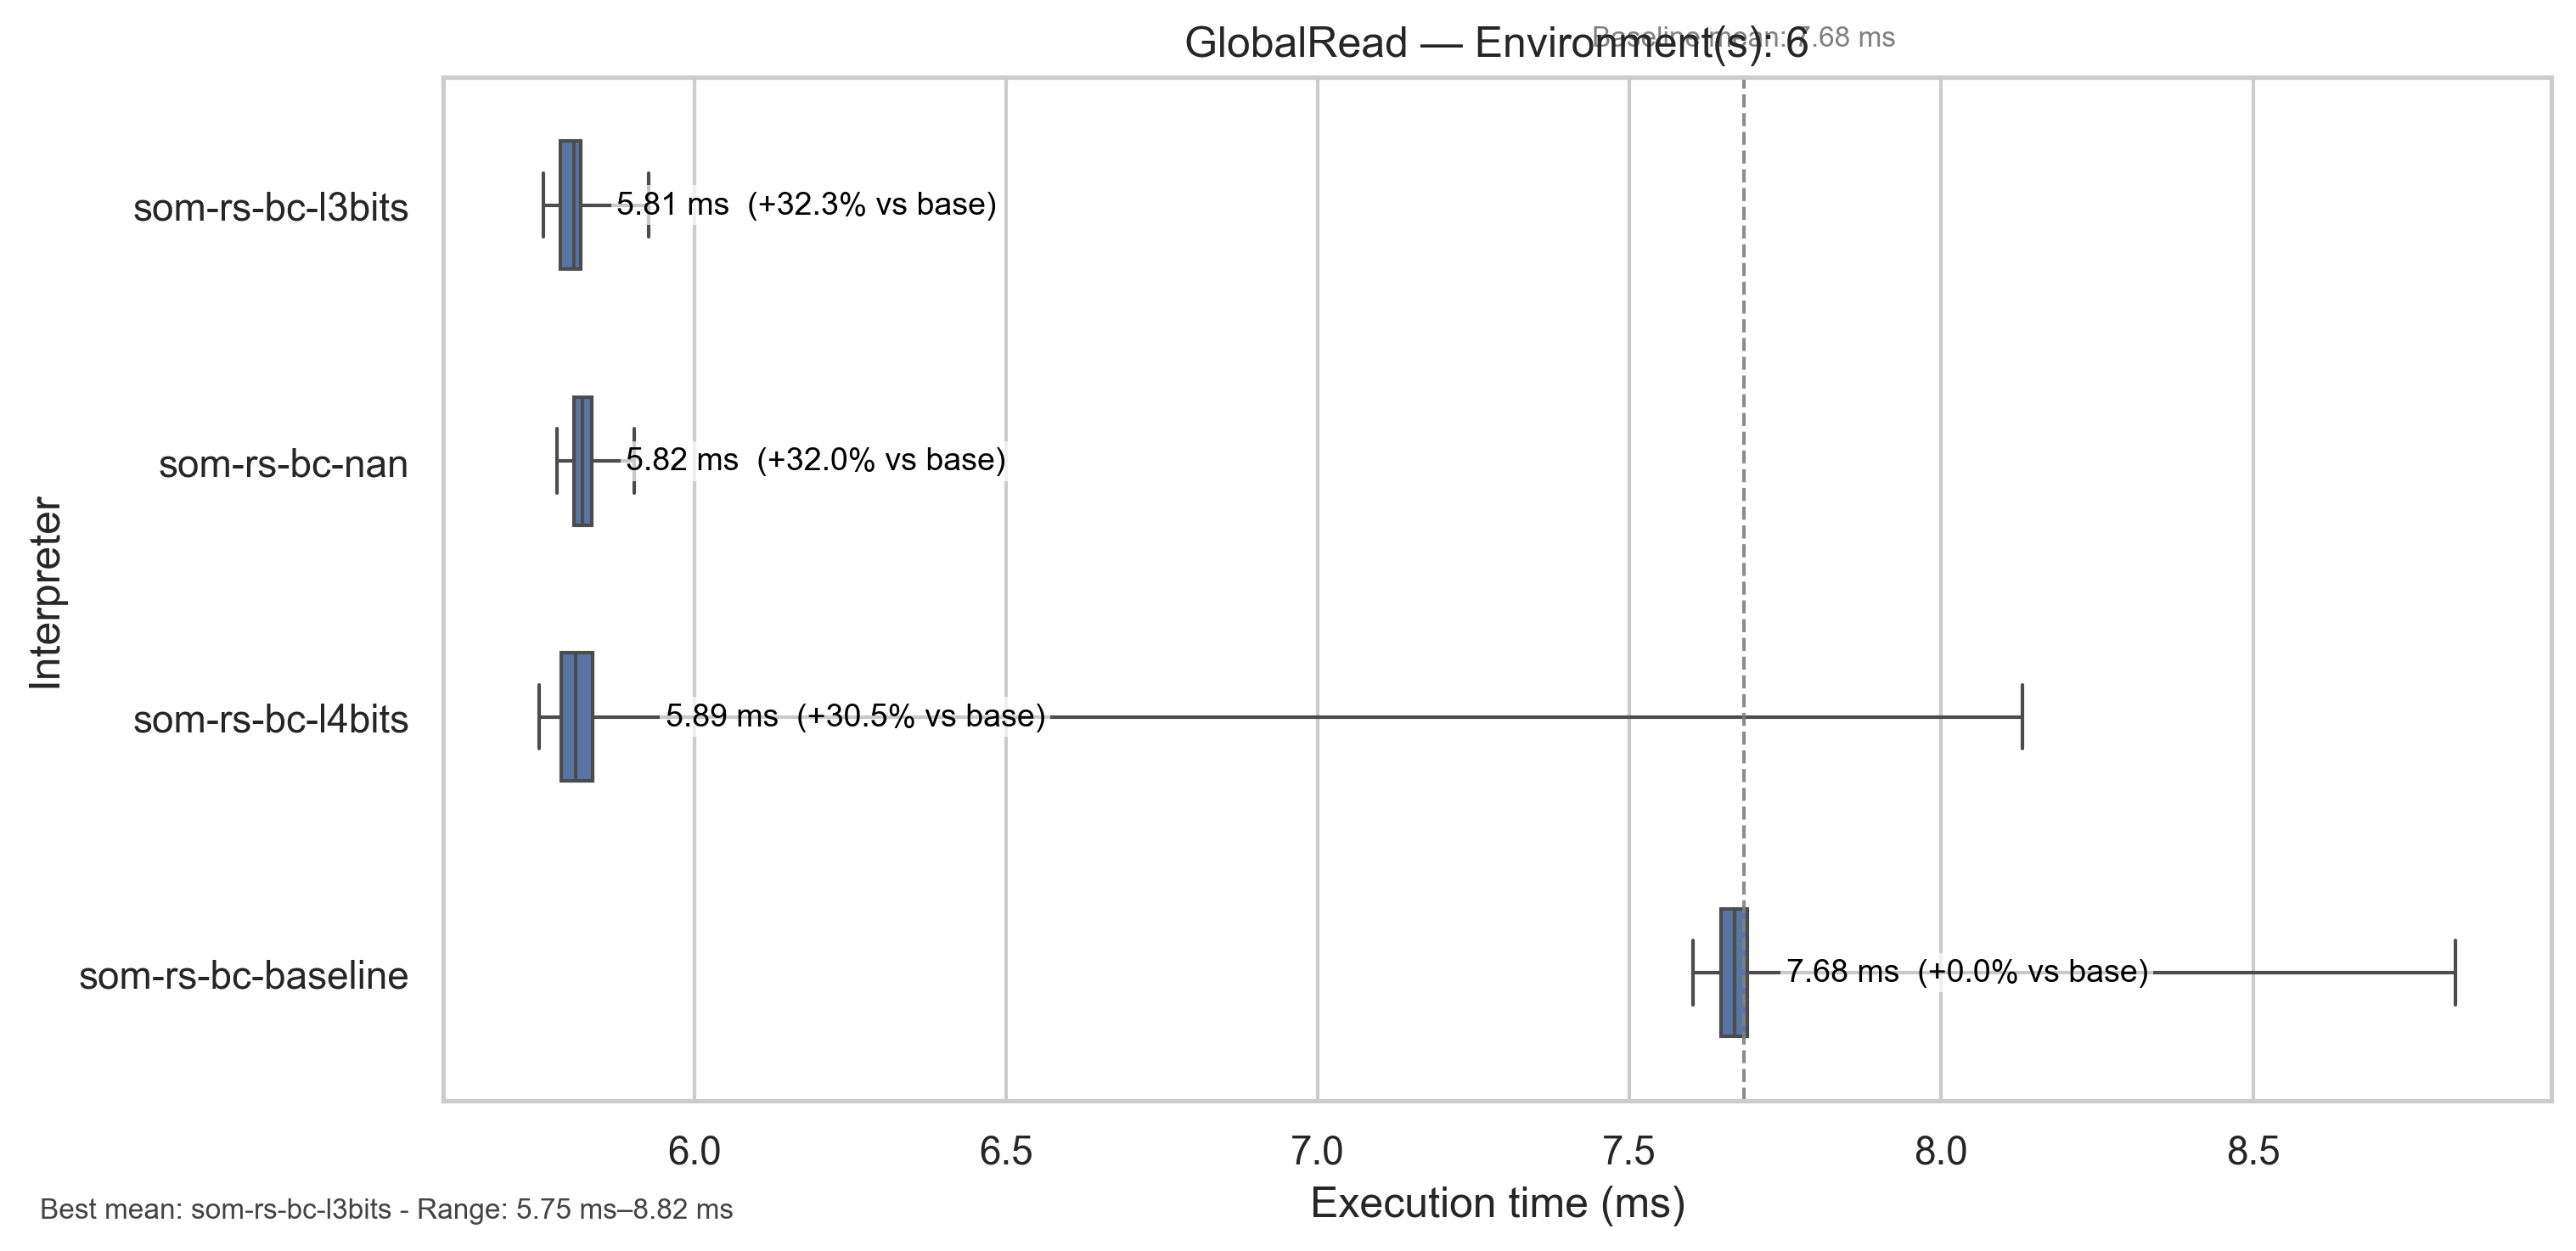 Baseline mean: 7.68 ms
GlobalRead — Environment(s): 6
som-rs-bc-l3bits
5.81 ms (+32.3% vs base)
som-rs-bc-nan
5.82 ms (+32.0% vs base)
Interpreter
som-rs-bc-l4bits
5.89 ms (+30.5% vs base)
som-rs-bc-baseline
7.68 ms (+0.0% vs base)
6.0 6.5 7.0 7.5 8.0 8.5
Execution time (ms)
Best mean: som-rs-bc-l3bits - Range: 5.75 ms–8.82 ms